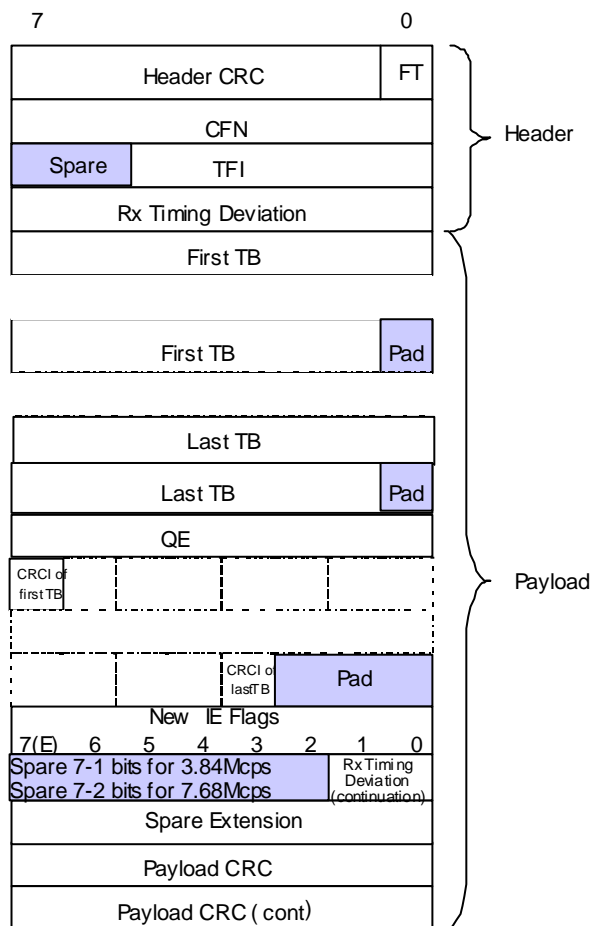 7 0
Header CRC FT
CFN
Spare TFI
Rx Timing Deviation
Header
First TB
First TB Pad
Last TB
Last TB Pad
QE
CRCI of
first TB
Payload
CRCI of
lastTB
Pad
New IE Flags
7(E) 6 5 4 3 2 1 0
Spare 7-1 bits for 3.84Mcps
Spare 7-2 bits for 7.68Mcps
Rx Timing
Deviation
(continuation)
Spare Extension
Payload CRC
Payload CRC ( cont)